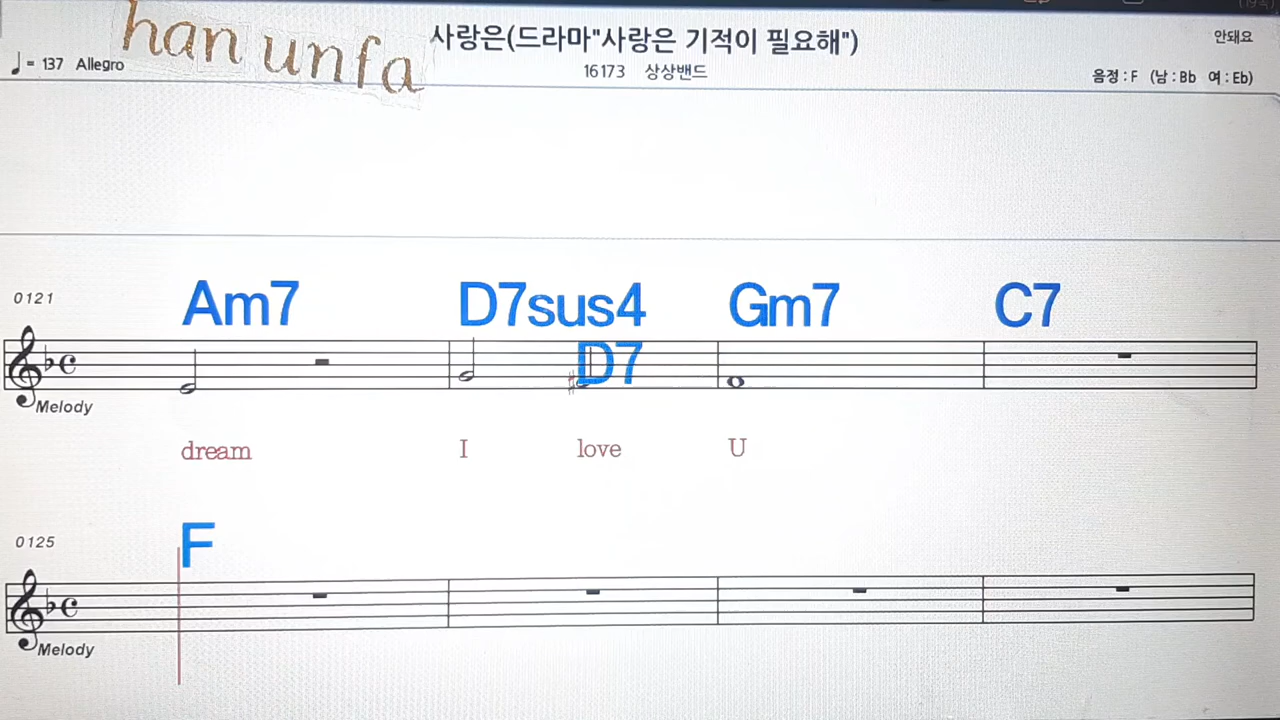 han unfa
사랑은(드라마"사랑은 기적이 필요해")
안돼요
♩= 137 Allegro
16173 상상밴드
음정 : F (남 : Bb 여 : Eb)
0121
Am7 D7sus4 Gm7 C7
D7
Melody
dream I love U
0125
F
Melody